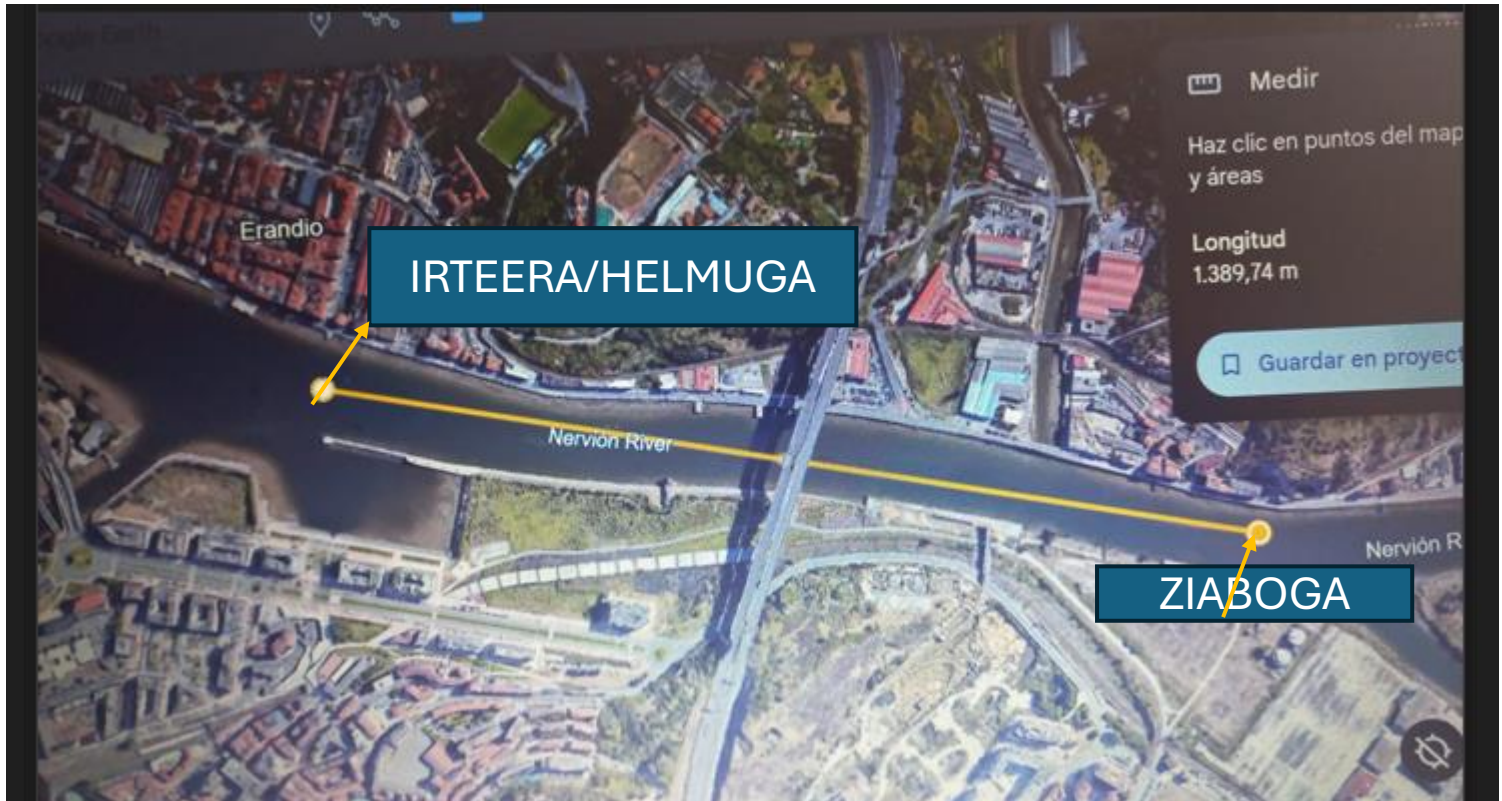 Medir
Haz clic en puntos del map
y áreas
Longitud
1.389,74 m
Guardar en proyect
Erandio
IRTEERA/HELMUGA
Nervión River
Nervión R
ZIABOGA